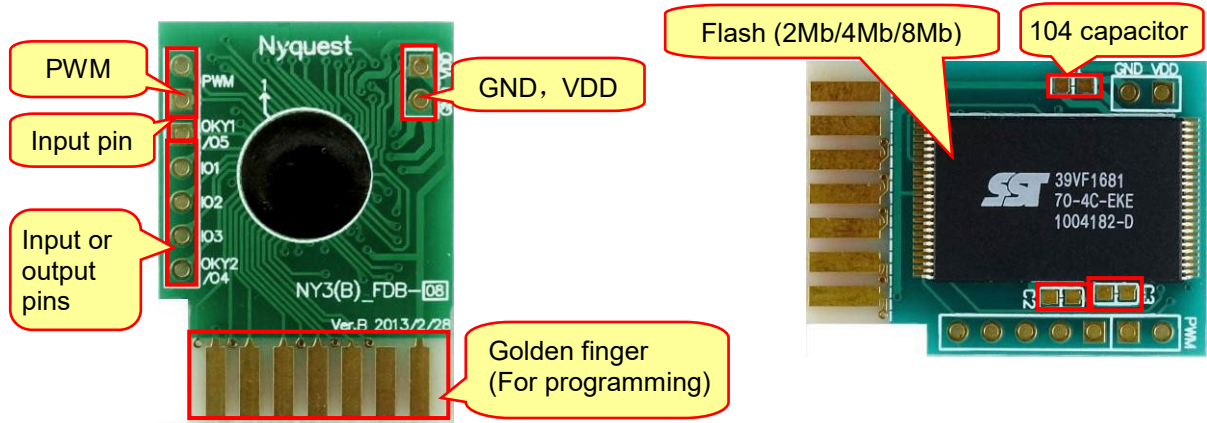 PWM
Input pin
Input or
output
pins
Nyquest
PWM
1
OKY1
/O5
IO1
IO2
IO3
OKY2
/O4
VDD
GND, VDD
NY3(B)_FDB-08
Ver.B 2013/2/28
Golden finger
(For programming)
Flash (2Mb/4Mb/8Mb)
104 capacitor
GND VDD
SST
39VF1681
70-4C-EKE
1004182-D
C2
C3
PWM